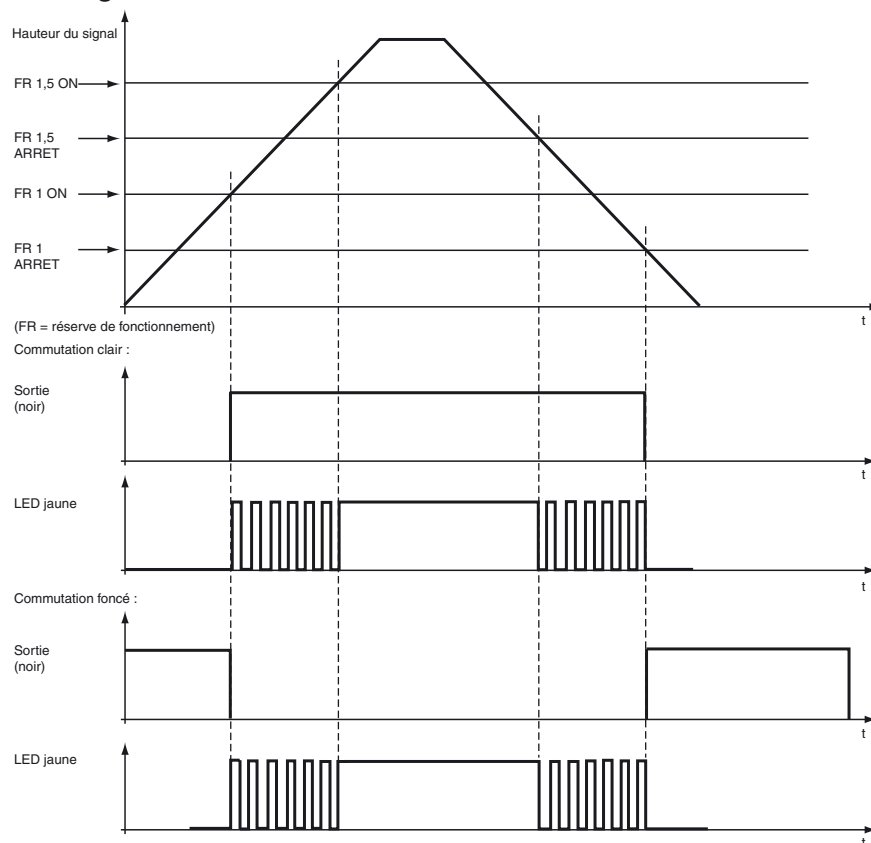 Hauteur du signal
FR 1,5 ON
FR 1,5
ARRET
FR 1 ON
FR 1
ARRET
t
(FR = réserve de fonctionnement)
Commutation clair :
Sortie
(noir)
t
LED jaune
t
Commutation foncé :
Sortie
(noir)
t
LED jaune
t